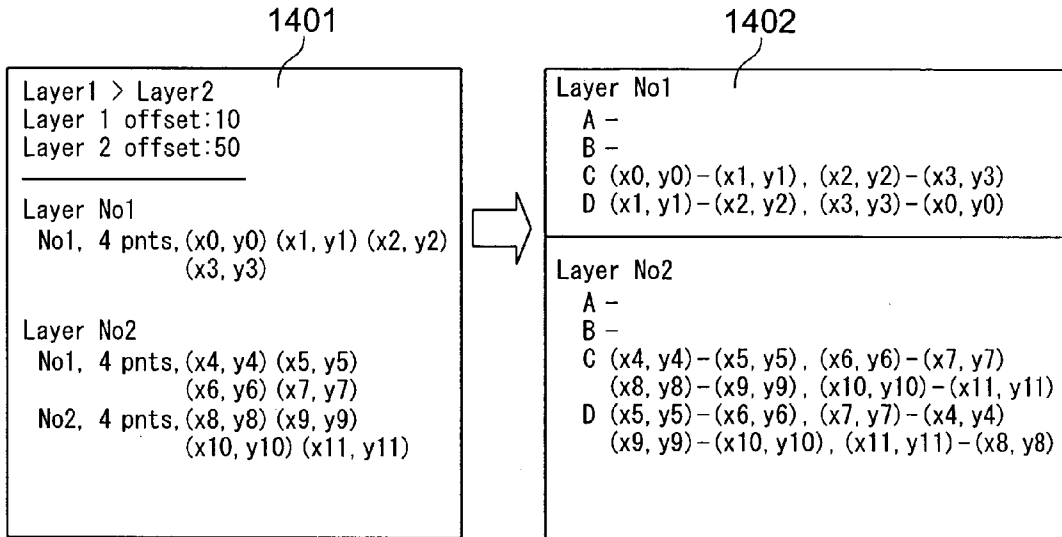 1401
Layer1 > Layer2
Layer 1 offset:10
Layer 2 offset:50
Layer No1
No1, 4 pnts, (x0, y0) (x1, y1) (x2, y2)
(x3, y3)
Layer No2
No1, 4 pnts, (x4, y4) (x5, y5)
(x6, y6) (x7, y7)
No2, 4 pnts, (x8, y8) (x9, y9)
(x10, y10) (x11, y11)
1402
Layer No1
A -
B -
C (x0, y0)-(x1, y1), (x2, y2)-(x3, y3)
D (x1, y1)-(x2, y2), (x3, y3)-(x0, y0)
Layer No2
A -
B -
C (x4, y4)-(x5, y5), (x6, y6)-(x7, y7)
(x8, y8)-(x9, y9), (x10, y10)-(x11, y11)
D (x5, y5)-(x6, y6), (x7, y7)-(x4, y4)
(x9, y9)-(x10, y10), (x11, y11)-(x8, y8)